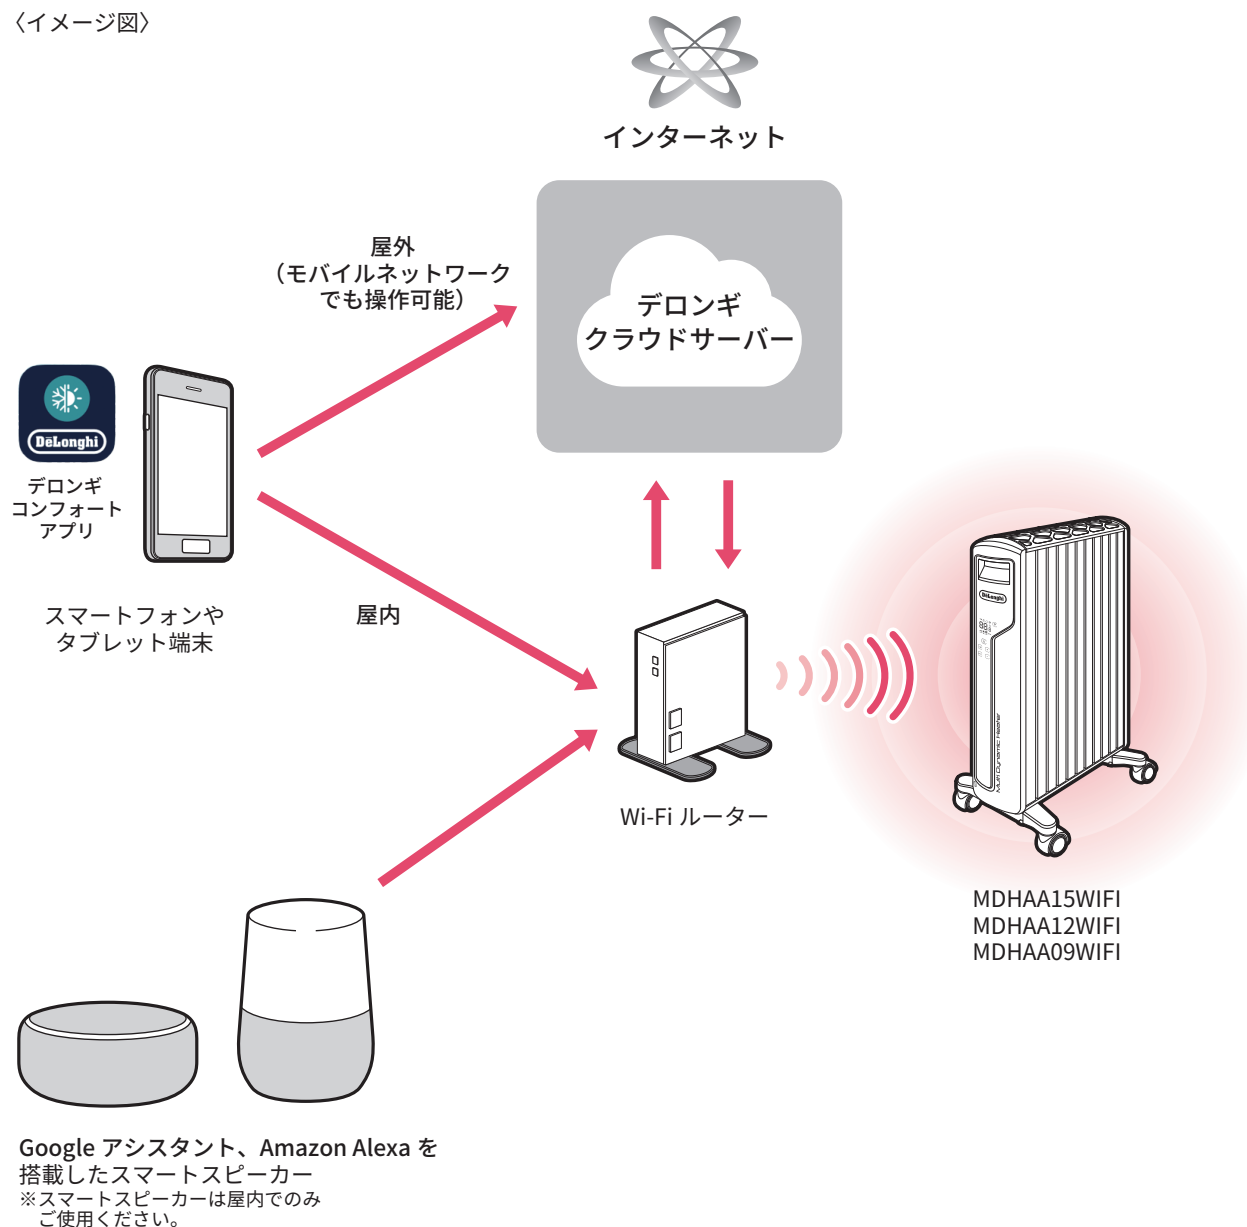 〈イメージ図〉
インターネット
屋外
（モバイルネットワーク
でも操作可能）
デロンギ
クラウドサーバー
DēLonghi
デロンギ
コンフォート
アプリ
スマートフォンや
タブレット端末
屋内
Wi-Fi ルーター
DēLonghi
Multi Dynamic Heater
MDHAA15WIFI
MDHAA12WIFI
MDHAA09WIFI
Google アシスタント、Amazon Alexa を
搭載したスマートスピーカー
※スマートスピーカーは屋内でのみ
ご使用ください。